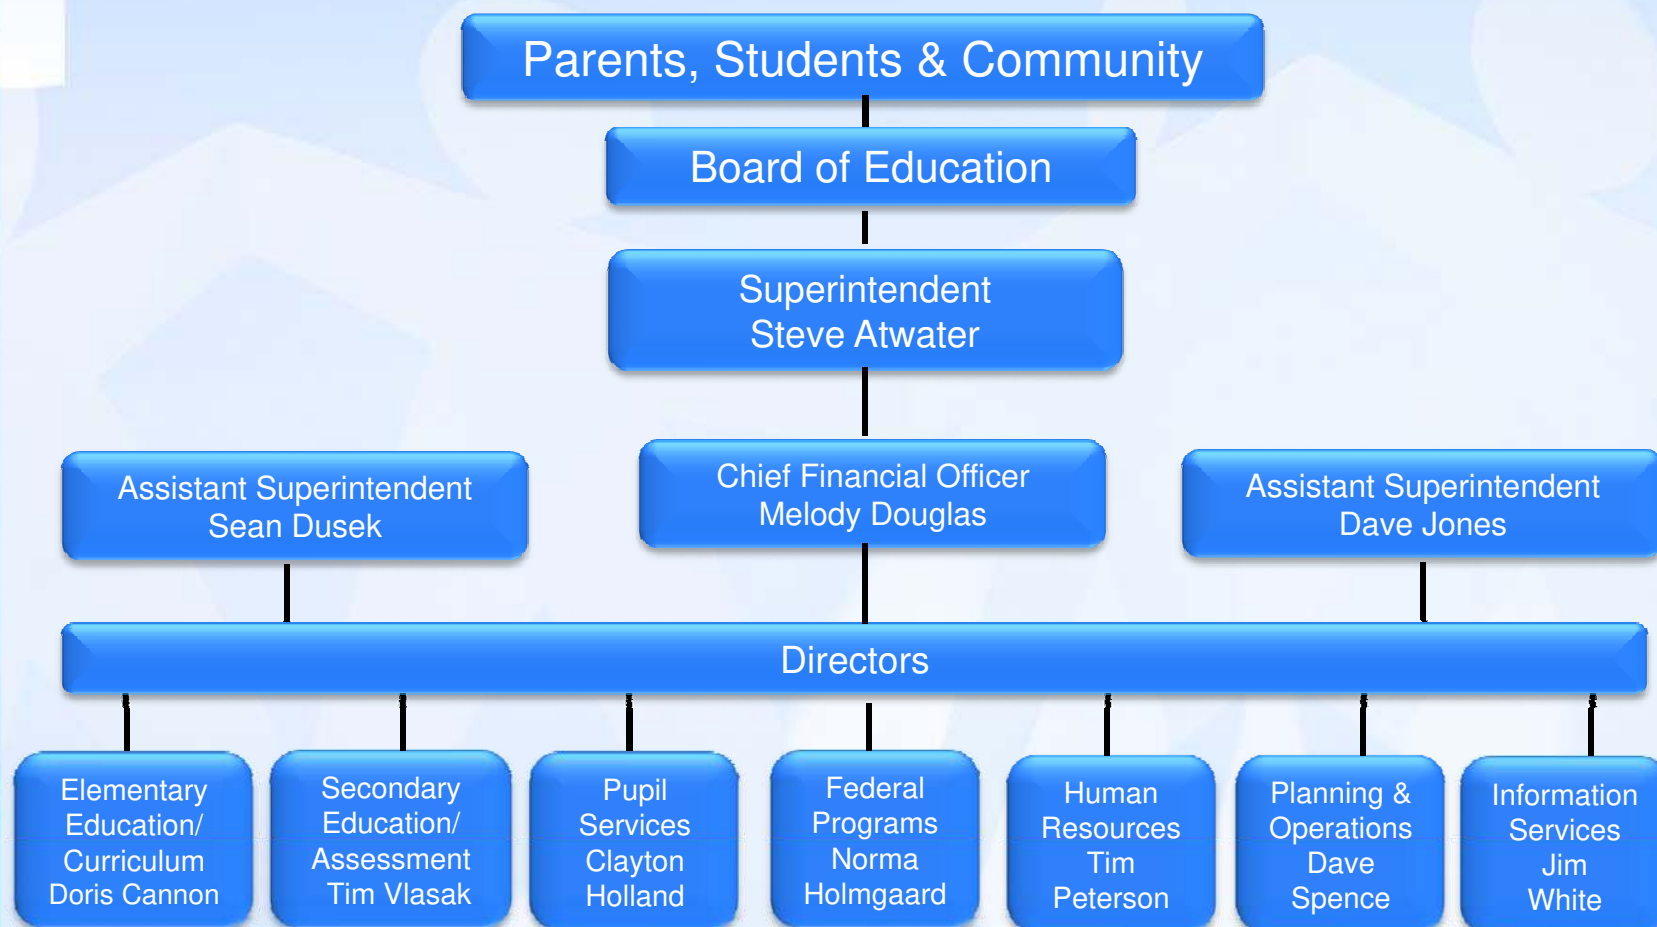 Parents, Students & Community
Board of Education
Superintendent
Steve Atwater
Assistant Superintendent
Sean Dusek
Chief Financial Officer
Melody Douglas
Assistant Superintendent
Dave Jones
Directors
Elementary
Education/
Curriculum
Doris Cannon
Secondary
Education/
Assessment
Tim Vlasak
Pupil
Services
Clayton
Holland
Federal
Programs
Norma
Holmgaard
Human
Resources
Tim
Peterson
Planning &
Operations
Dave
Spence
Information
Services
Jim
White